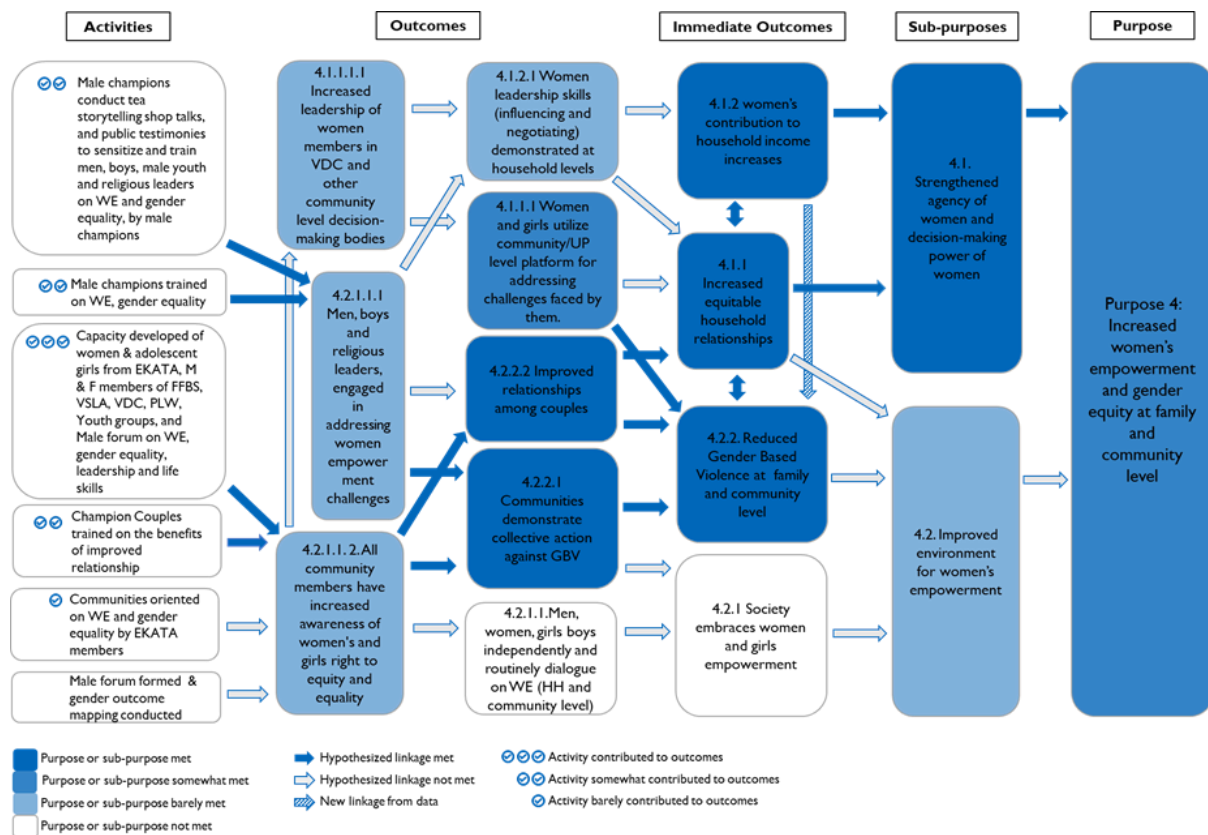 Activities
Outcomes
Immediate Outcomes
Sub-purposes
Purpose
Male champions
conduct tea
storytelling shop talks,
and public testimonies
to sensitize and train
men, boys, male youth
and religious leaders
on WE and gender
equality, by male
champions
Male champions trained
on WE, gender equality
Capacity developed of
women & adolescent
girls from EKATA, M
& F members of FFBS,
VSLA, VDC, PLW,
Youth groups, and
Male forum on WE,
gender equality,
leadership and life
skills
Champion Couples
trained on the benefits
of improved
relationship
Communities oriented
on WE and gender
equality by EKATA
members
Male forum formed &
gender outcome
mapping conducted
4.1.1.1.1
Increased
leadership of
women
members in
VDC and
other
community
level decision-
making bodies
4.2.1.1.1
Men, boys
and
religious
leaders,
engaged in
addressing
women
empower
ment
challenges
4.2.1.1.2. All
community
members have
increased
awareness of
women's and
girls right to
equity and
equality
4.1.2.1 Women
leadership skills
(influencing and
negotiating)
demonstrated at
household levels
4.1.1.1 Women
and girls utilize
community/UP
level platform for
addressing
challenges faced by
them.
4.2.2.2 Improved
relationships
among couples
4.2.2.1
Communities
demonstrate
collective action
against GBV
4.2.1.1. Men,
women, girls boys
independently and
routinely dialogue
on WE (HH and
community level)
4.1.2 women's
contribution to
household income
increases
4.1.1
Increased
equitable
household
relationships
4.2.2. Reduced
Gender Based
Violence at family
and community
level
4.2.1 Society
embraces women
and girls
empowerment
4.1.
Strengthened
agency of
women and
decision-making
power of
women
4.2. Improved
environment
for women's
empowerment
Purpose 4:
Increased
women's
empowerment
and gender
equity at family
and
community
level
Purpose or sub-purpose met
Purpose or sub-purpose somewhat met
Purpose or sub-purpose barely met
Purpose or sub-purpose not met
Hypothesized linkage met
Hypothesized linkage not met
New linkage from data
Activity contributed to outcomes
Activity somewhat contributed to outcomes
Activity barely contributed to outcomes